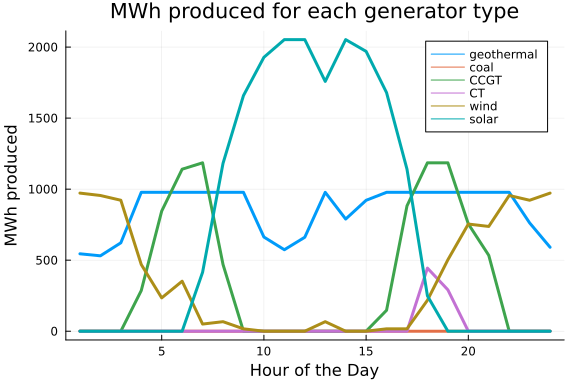 MWh produced for each generator type
MWh produced
2000
1500
1000
500
0
geothermal
coal
CCGT
CT
wind
solar
5
10
15
20
Hour of the Day